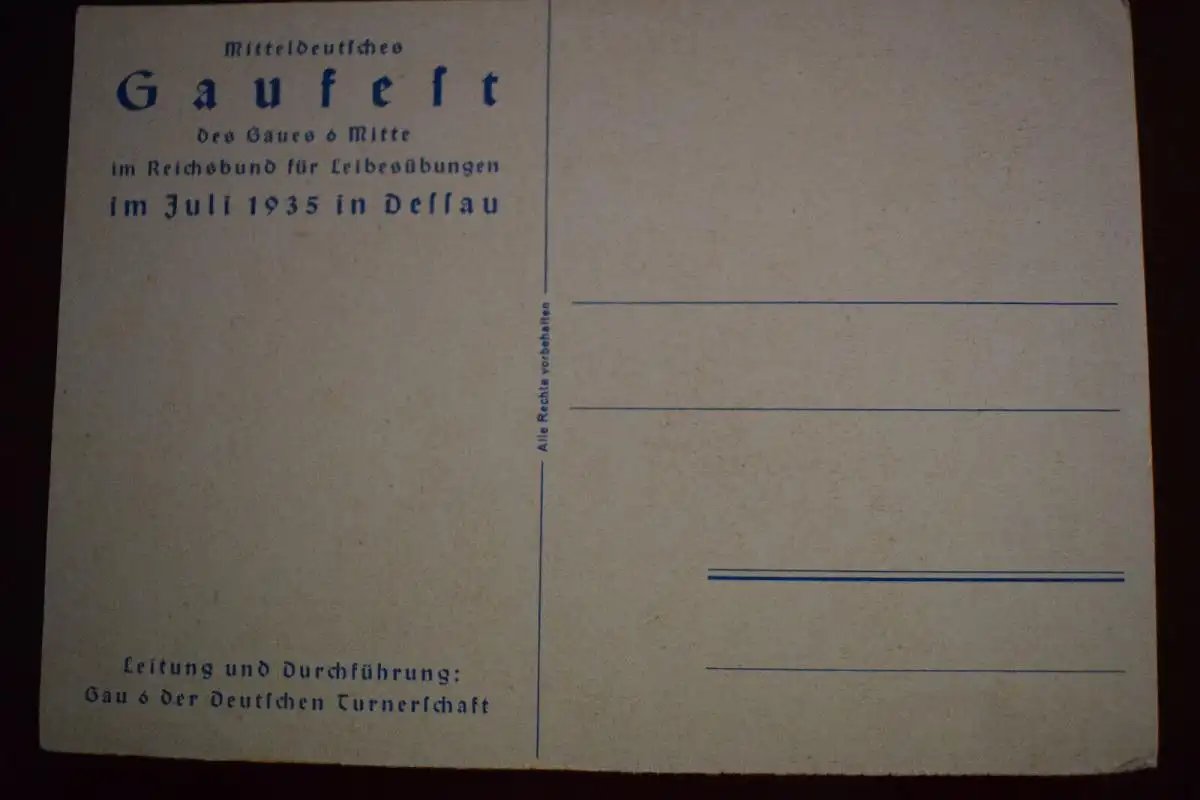 Mitteldeutſches
Gaufeſt
des Gaues 6 Mitte
im Reichsbund für Leibesübungen
im Juli 1935 in Deſſau
Alle Rechte vorbehalten
Leitung und Durchführung:
Gau 6 der Deutſchen Turnerſchaft